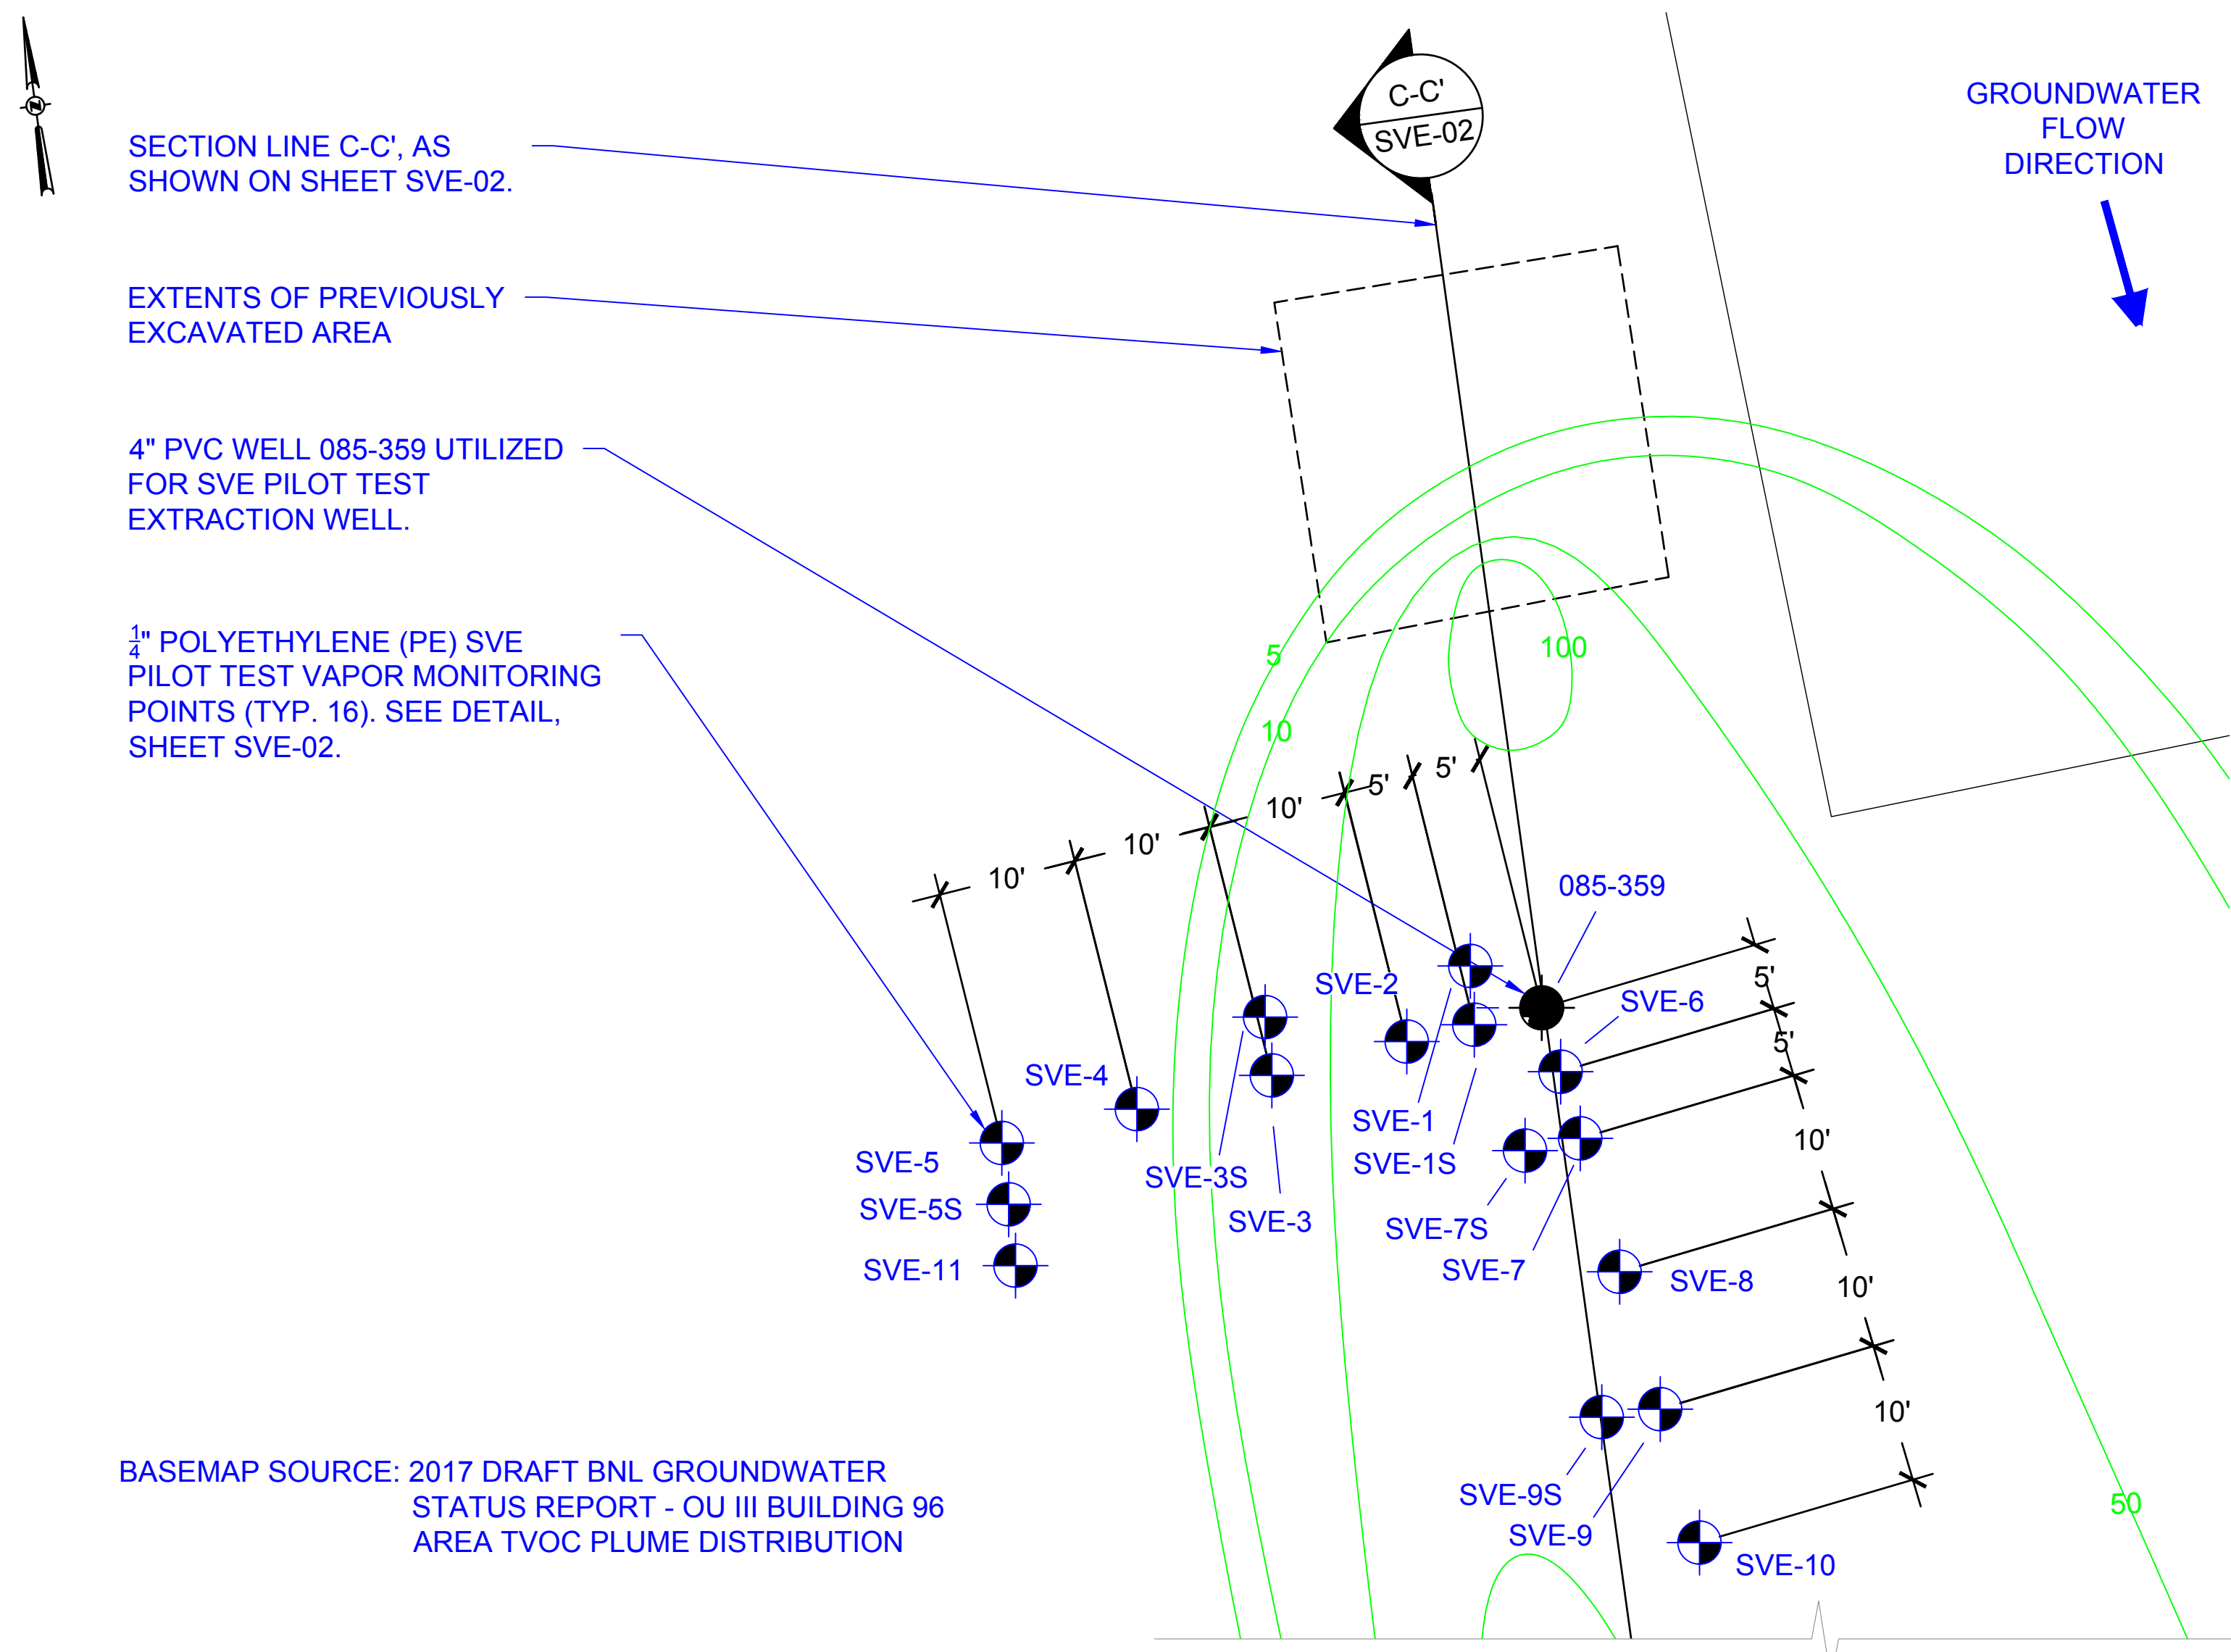 C-C'
SVE-02
GROUNDWATER
FLOW
DIRECTION
N
SECTION LINE C-C', AS
SHOWN ON SHEET SVE-02.
EXTENTS OF PREVIOUSLY
EXCAVATED AREA
4" PVC WELL 085-359 UTILIZED
FOR SVE PILOT TEST
EXTRACTION WELL.
1/4" POLYETHYLENE (PE) SVE
PILOT TEST VAPOR MONITORING
POINTS (TYP. 16). SEE DETAIL,
SHEET SVE-02.
5
100
10
10'
10'
10'
5'
5'
085-359
5'
5'
10'
10'
10'
SVE-2
SVE-6
SVE-4
SVE-1
SVE-1S
SVE-5
SVE-3S
SVE-5S
SVE-3
SVE-7S
SVE-11
SVE-7
SVE-8
SVE-9S
SVE-9
SVE-10
50
BASEMAP SOURCE: 2017 DRAFT BNL GROUNDWATER
STATUS REPORT - OU III BUILDING 96
AREA TVOC PLUME DISTRIBUTION